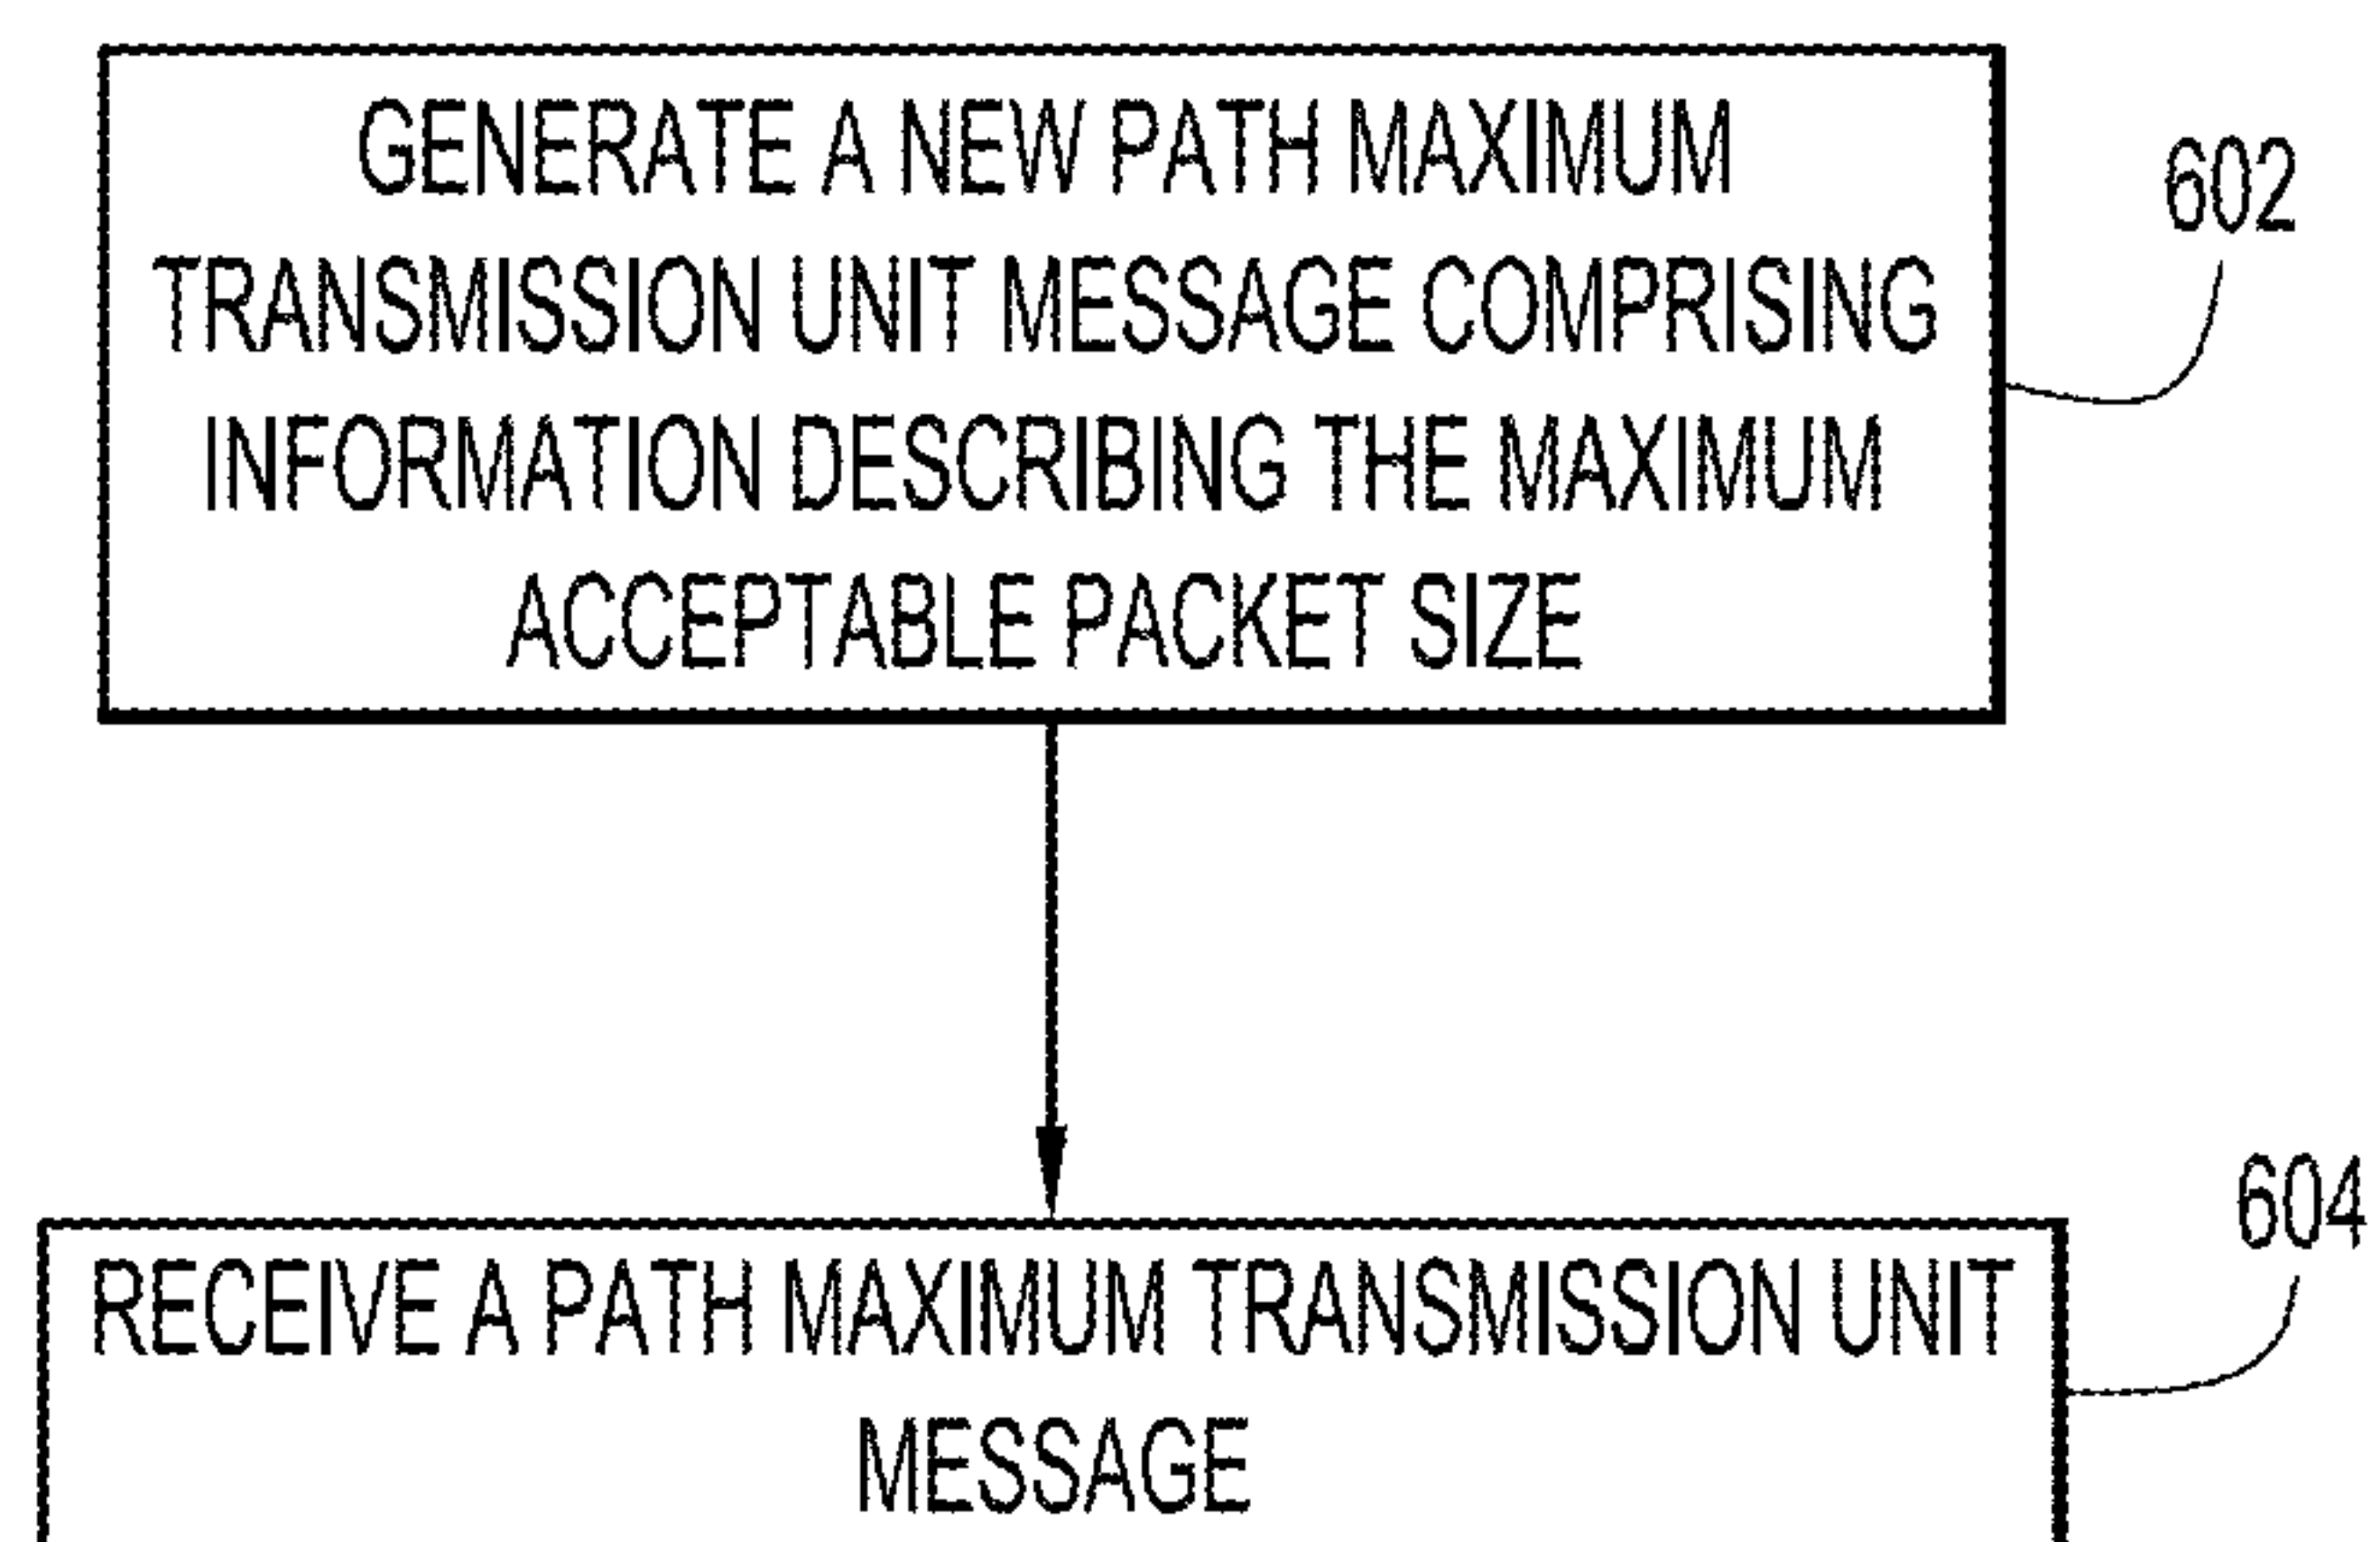 GENERATE A NEW PATH MAXIMUM
TRANSMISSION UNIT MESSAGE COMPRISING
INFORMATION DESCRIBING THE MAXIMUM
ACCEPTABLE PACKET SIZE
602
604
RECEIVE A PATH MAXIMUM TRANSMISSION UNIT
MESSAGE